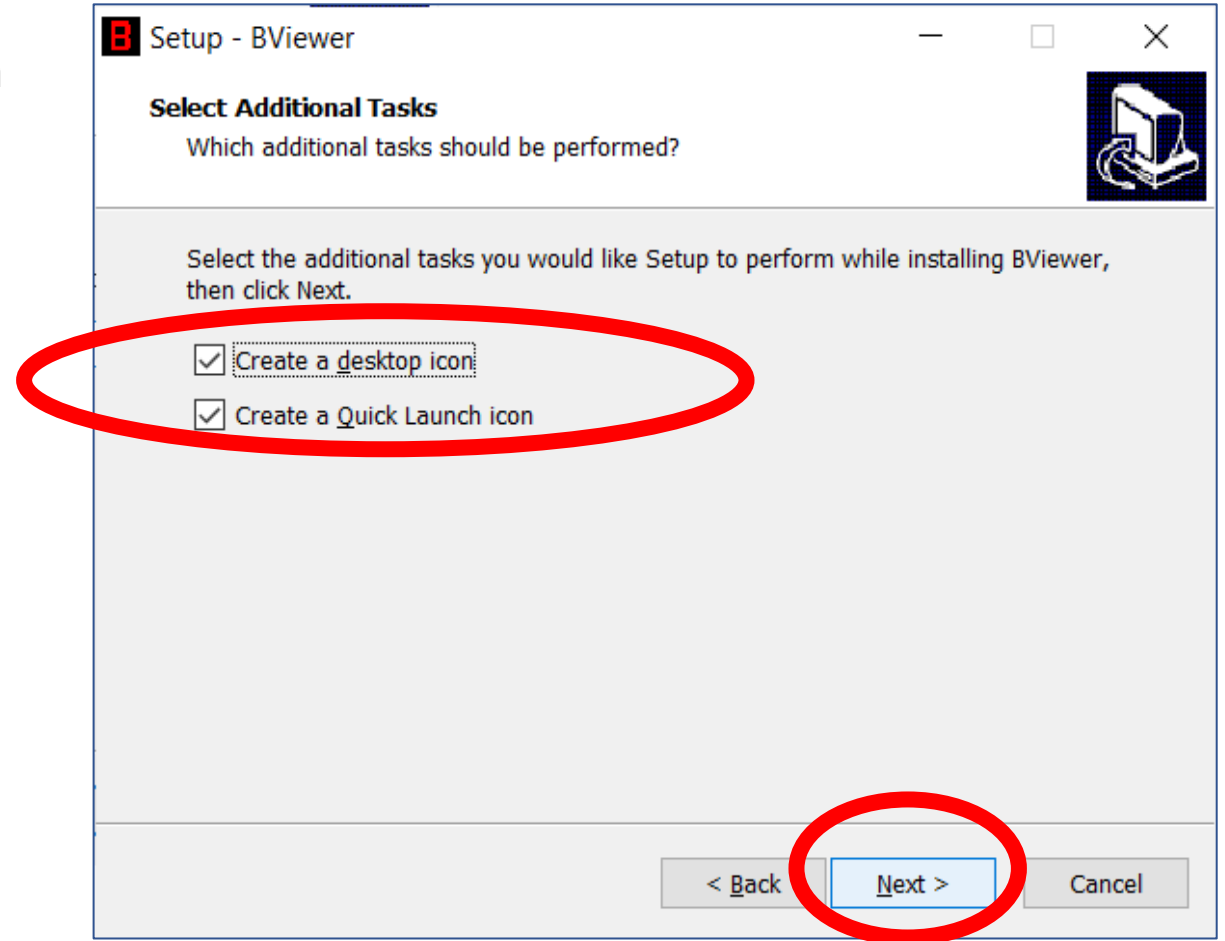 B Setup - BViewer
Select Additional Tasks
Which additional tasks should be performed?
Select the additional tasks you would like Setup to perform while installing BViewer,
then click Next.
Create a desktop icon
Create a Quick Launch icon
< Back Next > Cancel